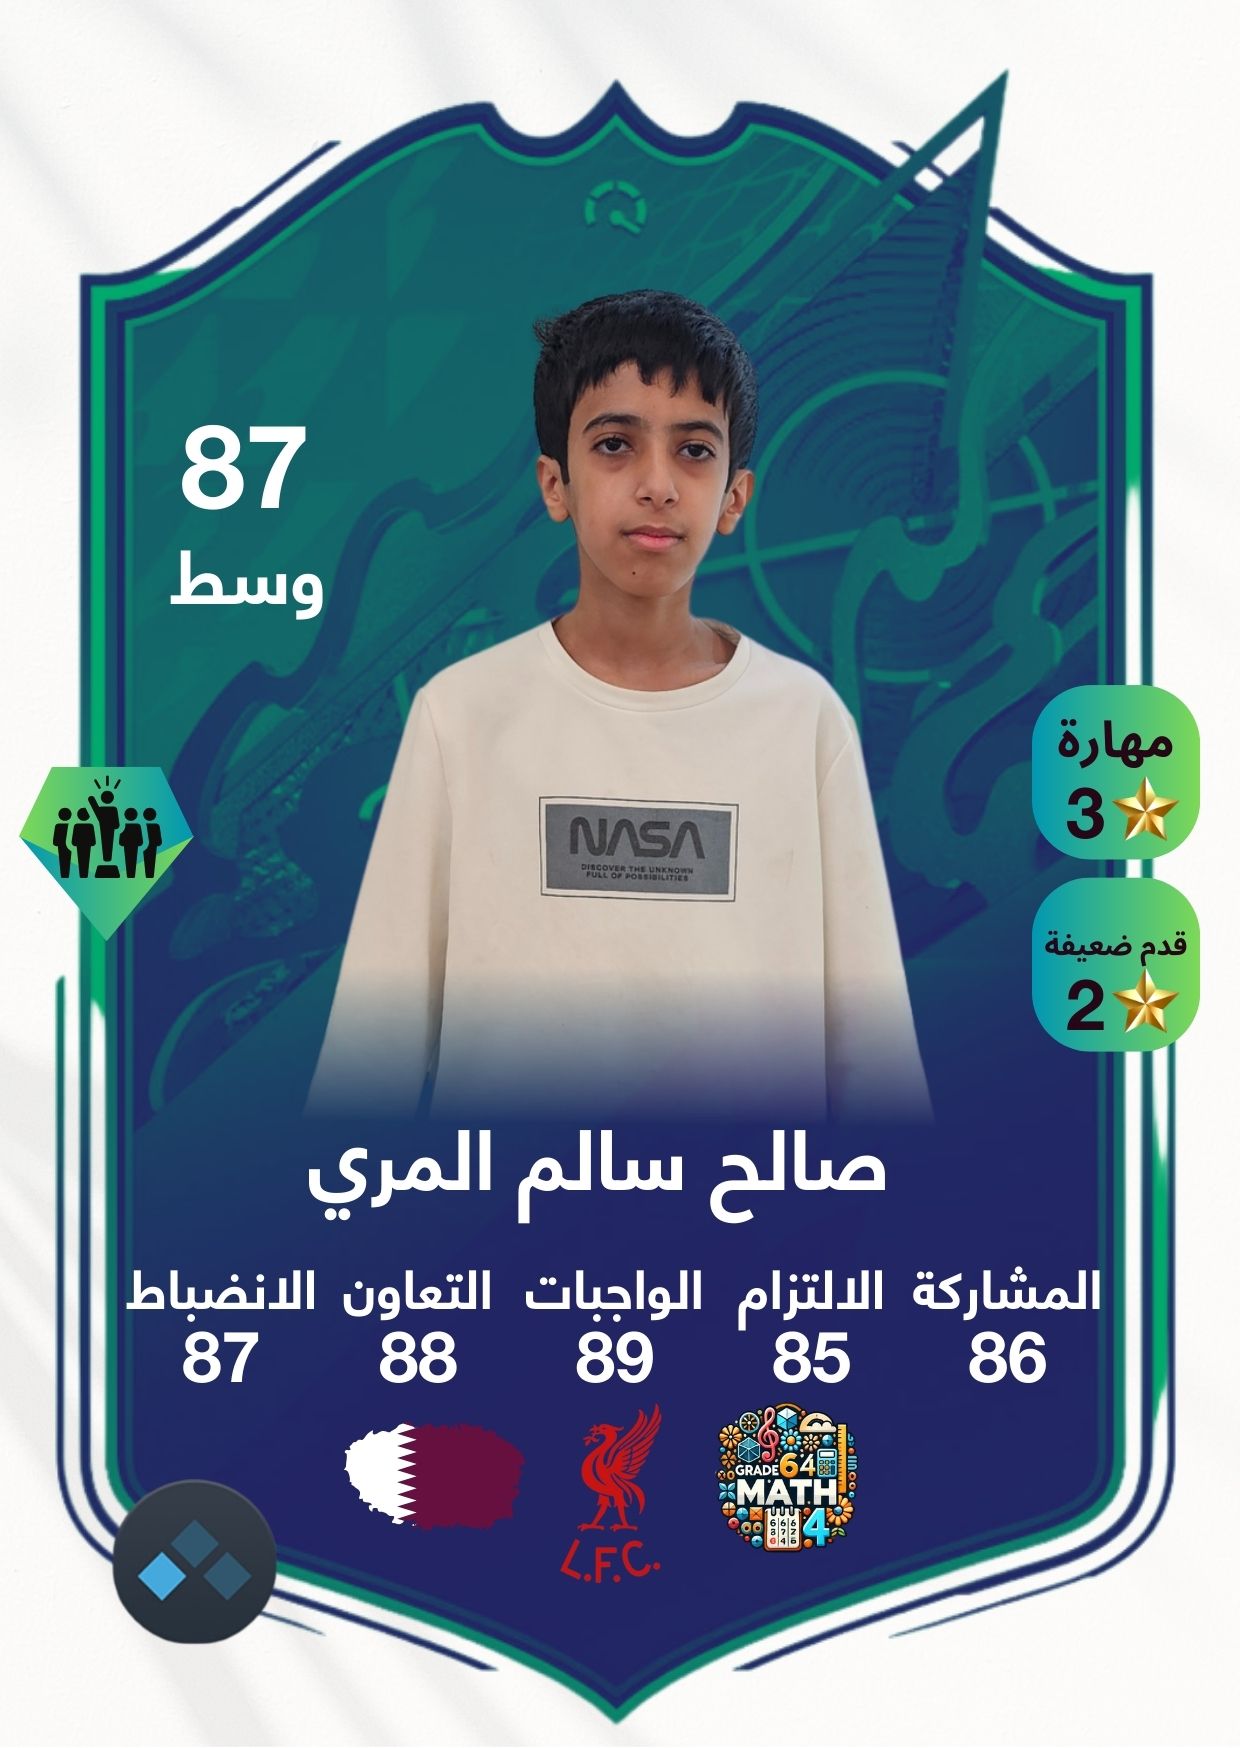 87
وسط
مهارة
3
قدم ضعيفة
2
NASA
DISCOVER THE UNKNOWN
FULL OF POSSIBILITIES
صالح سالم المري
المشاركة الالتزام الواجبات التعاون الانضباط
86 85 89 88 87
GRADE 64
MATH
4
L.F.C.